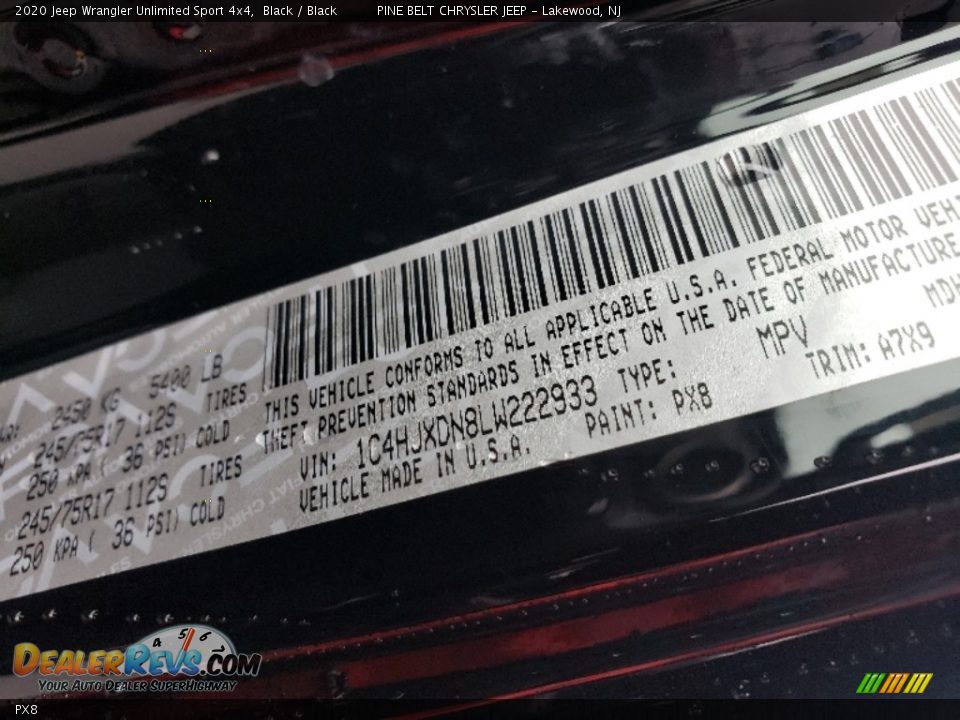 2020 Jeep Wrangler Unlimited Sport 4x4,  Black / Black        PINE BELT CHRYSLER JEEP - Lakewood, NJ
2450 KG    5400 LB
245/75R17 112S    TIRES
250 KPA ( 36 PSI) COLD
245/75R17 112S    TIRES
250 KPA ( 36 PSI) COLD
THIS VEHICLE CONFORMS TO ALL APPLICABLE U.S.A. FEDERAL MOTOR
THEFT PREVENTION STANDARDS IN EFFECT ON THE DATE OF MANUFACTURE
VIN: 1C4HJXDN8LW222933    TYPE:    MPV
VEHICLE MADE IN U.S.A.    PAINT: PX8    TRIM: A7X9
4 5 6
DEALERREVS.COM
YOUR AUTO DEALER SUPERHIGHWAY
PX8